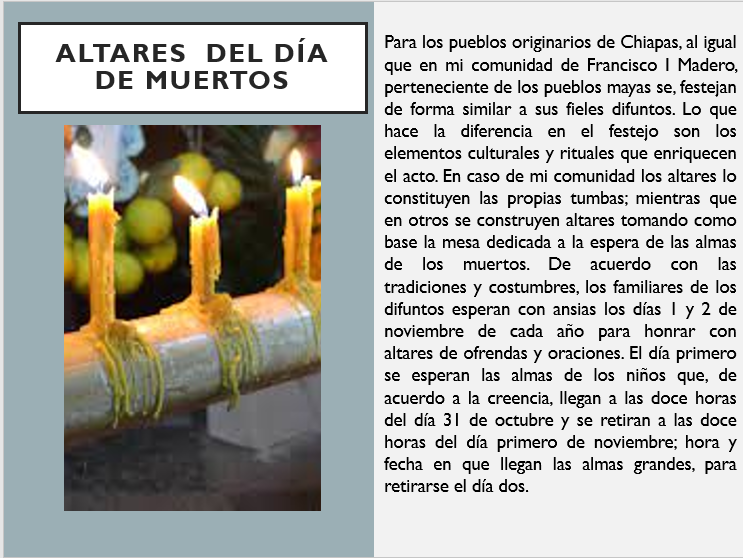 ALTARES DEL DÍA
DE MUERTOS
Para los pueblos originarios de Chiapas, al igual
que en mi comunidad de Francisco I Madero,
perteneciente de los pueblos mayas se, festejan
de forma similar a sus fieles difuntos. Lo que
hace la diferencia en el festejo son los
elementos culturales y rituales que enriquecen
el acto. En caso de mi comunidad los altares lo
constituyen las propias tumbas; mientras que
en otros se construyen altares tomando como
base la mesa dedicada a la espera de las almas
de los muertos. De acuerdo con las
tradiciones y costumbres, los familiares de los
difuntos esperan con ansias los días 1 y 2 de
noviembre de cada año para honrar con
altares de ofrendas y oraciones. El día primero
se esperan las almas de los niños que, de
acuerdo a la creencia, llegan a las doce horas
del día 31 de octubre y se retiran a las doce
horas del día primero de noviembre; hora y
fecha en que llegan las almas grandes, para
retirarse el día dos.